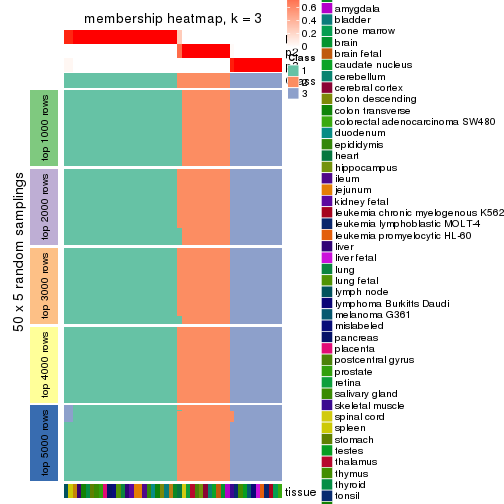 membership heatmap, k = 3
50 x 5 random samplings
top 1000 rows
top 2000 rows
top 3000 rows
top 4000 rows
top 5000 rows
0.6
0.4
0.2
0
Class
1
3
tissue
amygdala
bladder
bone marrow
brain
brain fetal
caudate nucleus
cerebellum
cerebral cortex
colon descending
colon transverse
colorectal adenocarcinoma SW480
duodenum
epididymis
heart
hippocampus
ileum
jejunum
kidney fetal
leukemia chronic myelogenous K562
leukemia lymphoblastic MOLT-4
leukemia promyelocytic HL-60
liver
liver fetal
lung
lung fetal
lymph node
lymphoma Burkitts Daudi
melanoma G361
mislabeled
pancreas
placenta
postcentral gyrus
prostate
retina
salivary gland
skeletal muscle
spinal cord
spleen
stomach
testes
thalamus
thymus
thyroid
tonsil